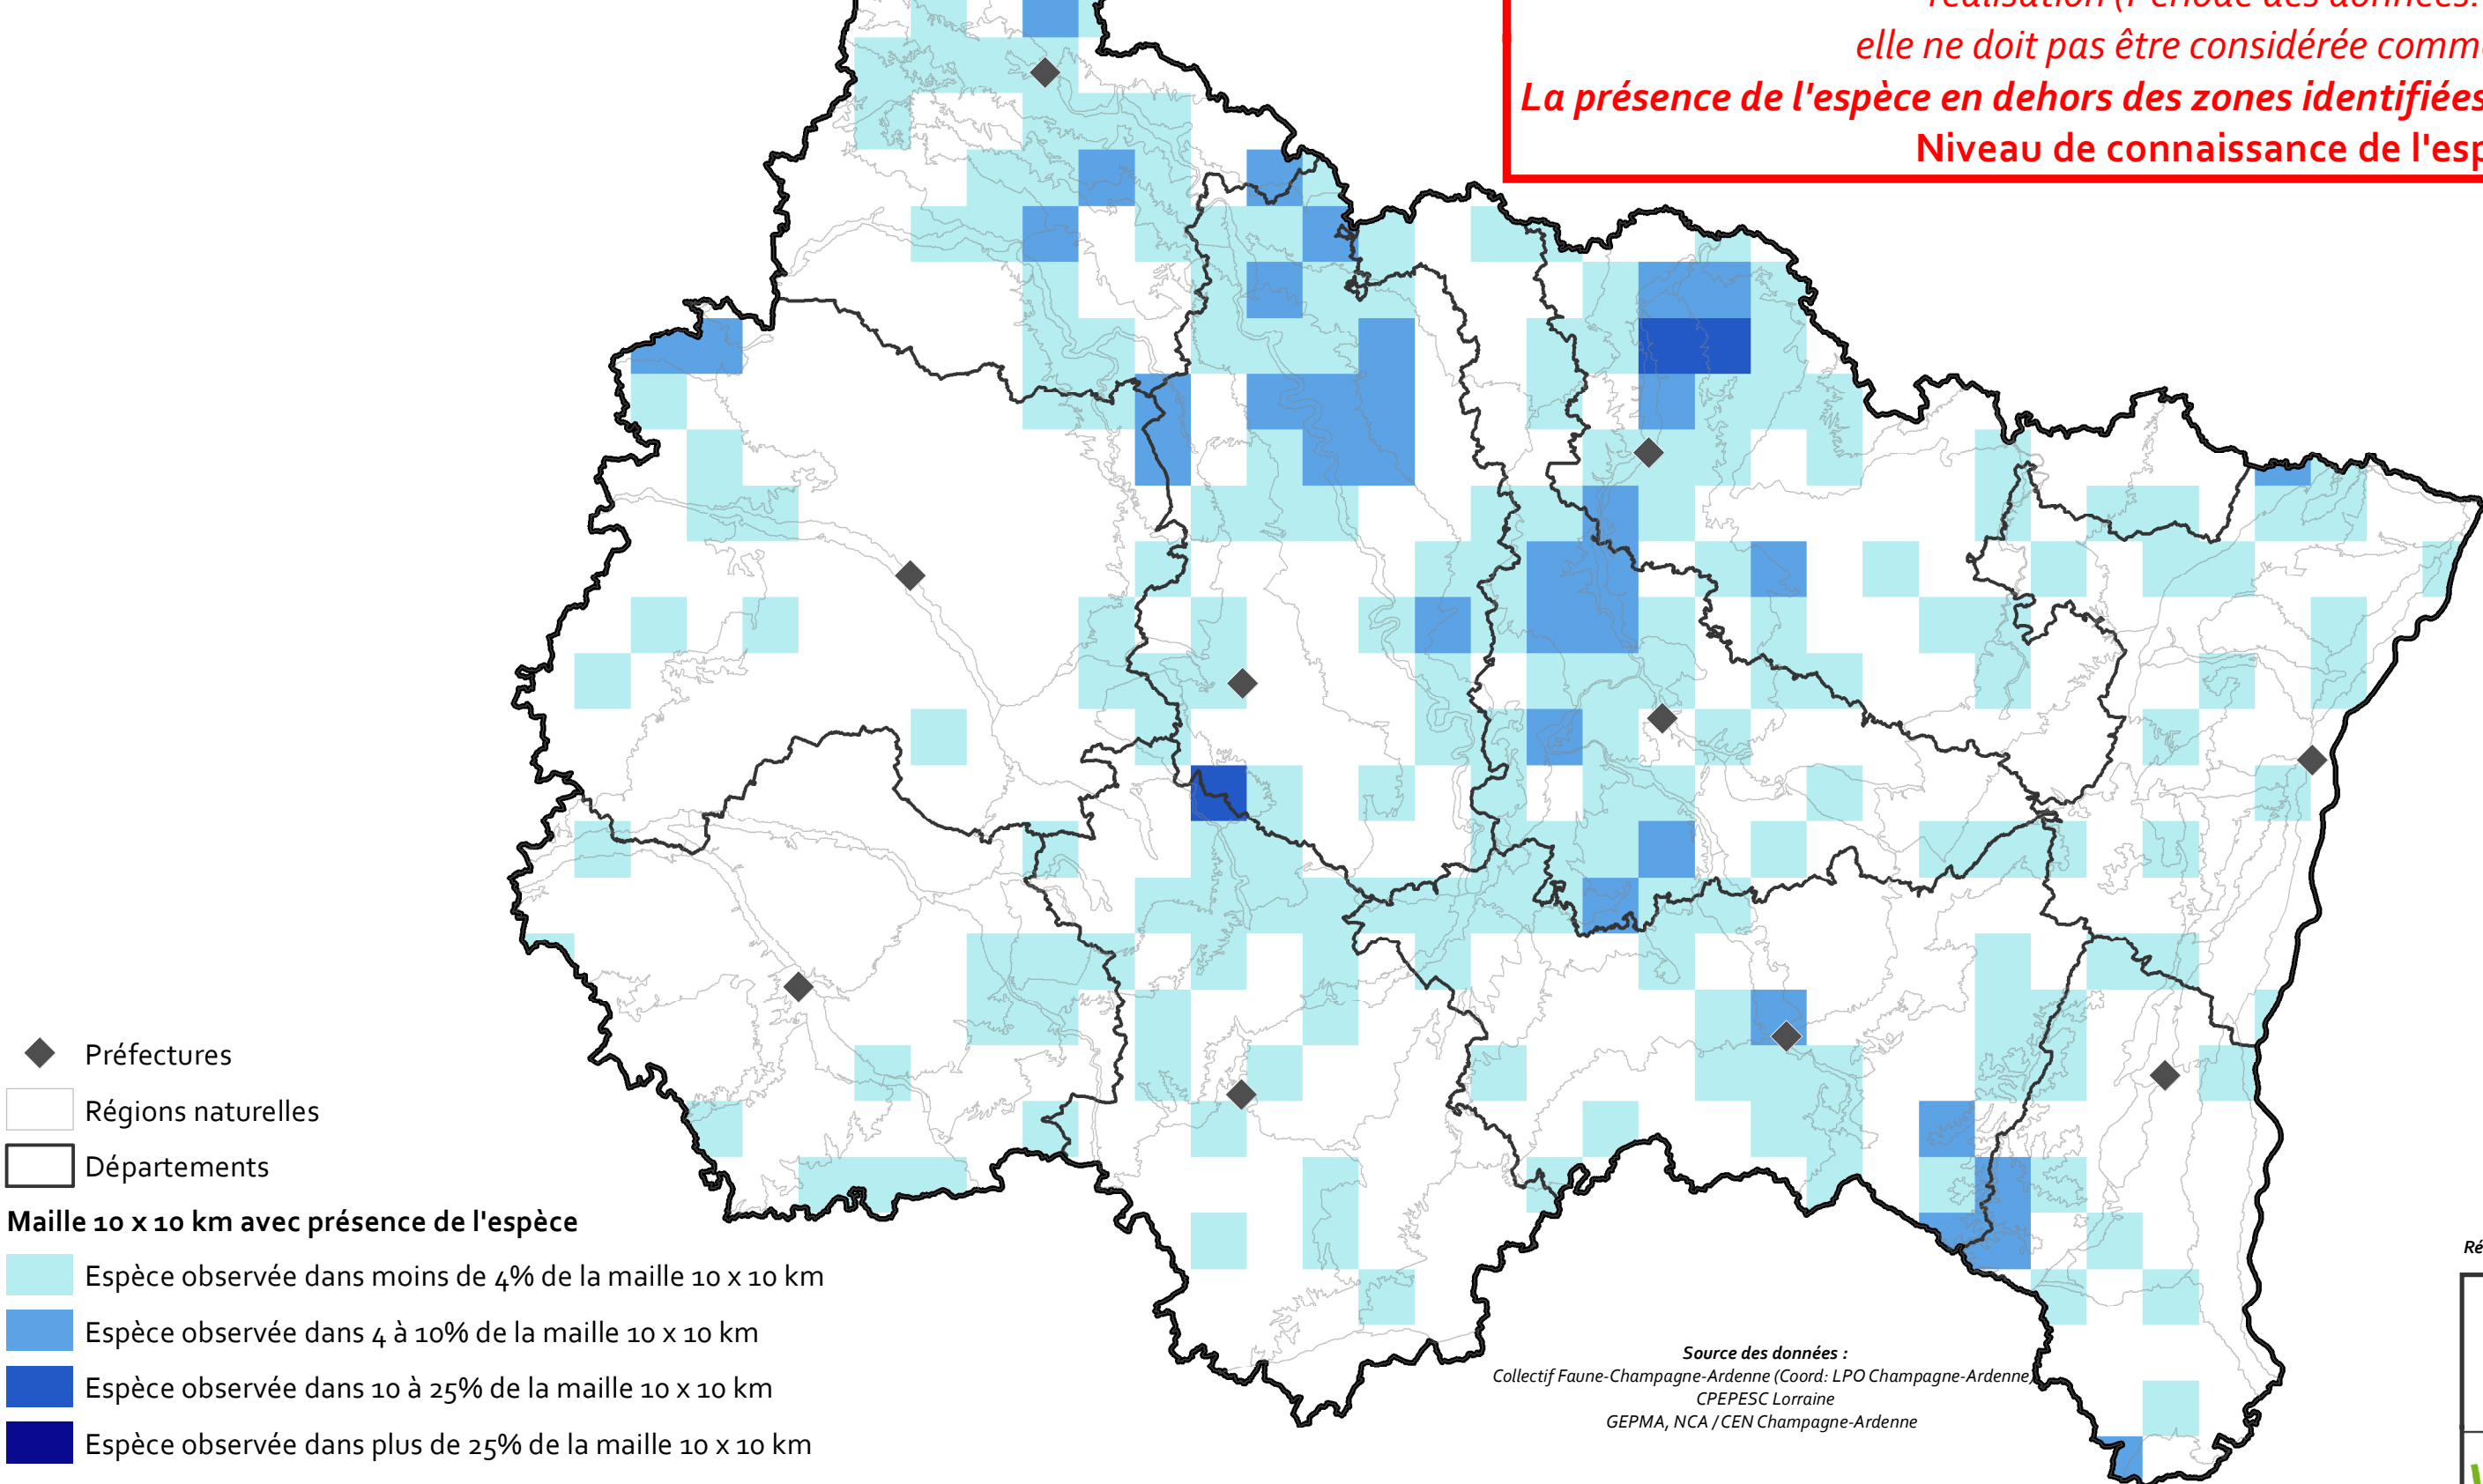 elle ne doit pas être considérée comme
La présence de l'espèce en dehors des zones identifiées
Niveau de connaissance de l'esp
Préfectures
Régions naturelles
Départements
Maille 10 x 10 km avec présence de l'espèce
Espèce observée dans moins de 4% de la maille 10 x 10 km
Espèce observée dans 4 à 10% de la maille 10 x 10 km
Espèce observée dans 10 à 25% de la maille 10 x 10 km
Espèce observée dans plus de 25% de la maille 10 x 10 km
Source des données :
Collectif Faune-Champagne-Ardenne (Coord: LPO Champagne-Ardenne)
CPEPESC Lorraine
GEPMA, NCA / CEN Champagne-Ardenne
Ré